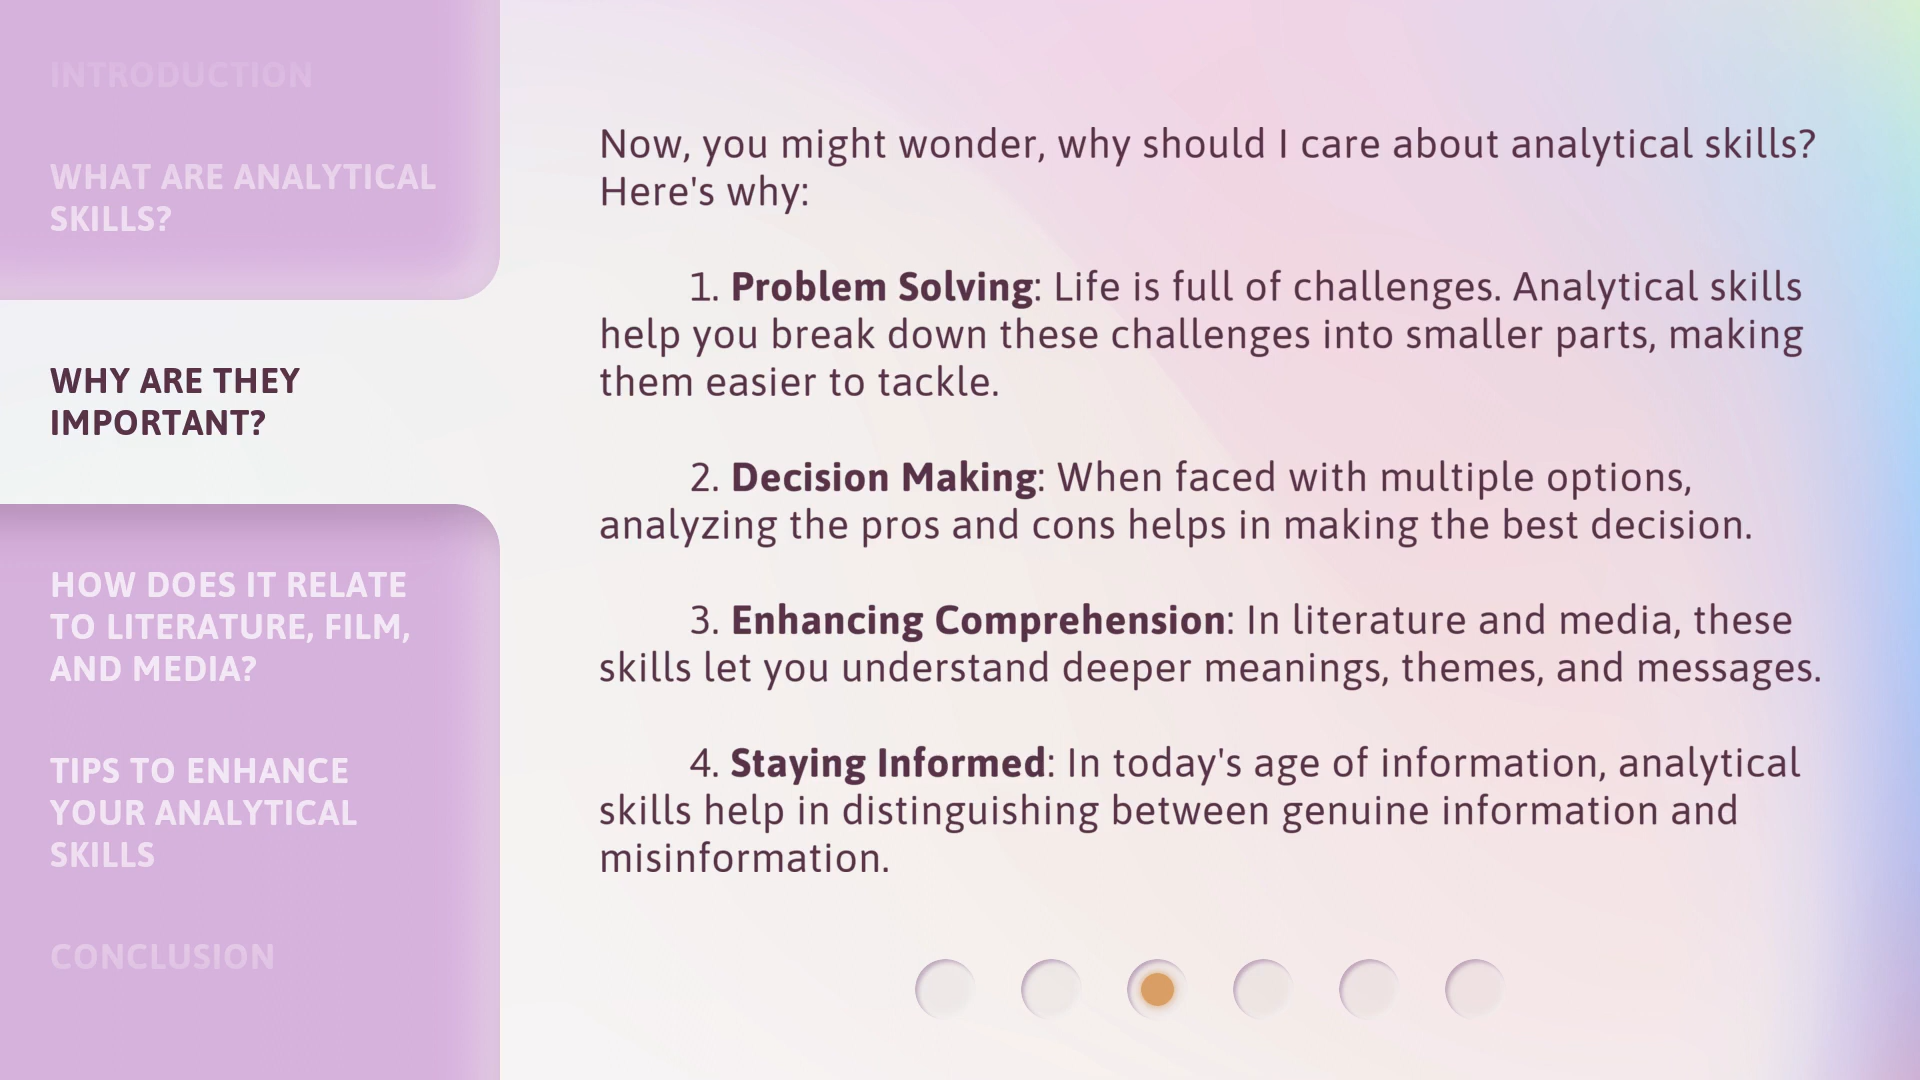 INTRODUCTION
WHAT ARE ANALYTICAL
SKILLS?
WHY ARE THEY
IMPORTANT?
HOW DOES IT RELATE
TO LITERATURE, FILM,
AND MEDIA?
TIPS TO ENHANCE
YOUR ANALYTICAL
SKILLS
CONCLUSION
Now, you might wonder, why should I care about analytical skills?
Here's why:
1. Problem Solving: Life is full of challenges. Analytical skills
help you break down these challenges into smaller parts, making
them easier to tackle.
2. Decision Making: When faced with multiple options,
analyzing the pros and cons helps in making the best decision.
3. Enhancing Comprehension: In literature and media, these
skills let you understand deeper meanings, themes, and messages.
4. Staying Informed: In today's age of information, analytical
skills help in distinguishing between genuine information and
misinformation.